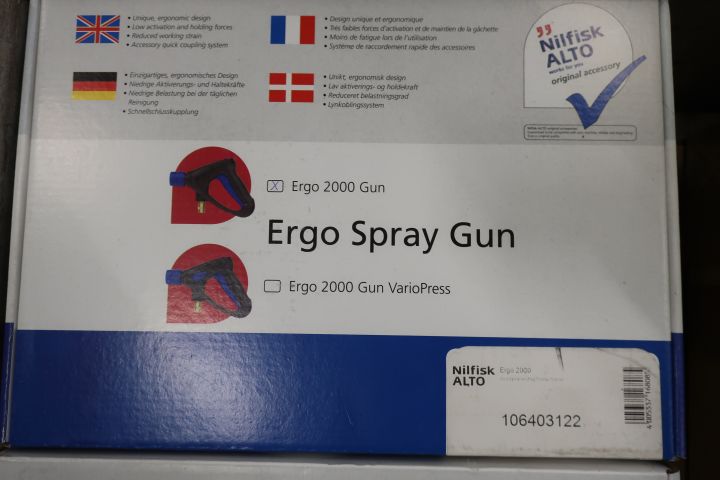 • Unique, ergonomic design
• Low activation and holding forces
• Reduced working strain
• Accessory quick coupling system
• Design unique et ergonomique
• Très faibles forces d'activation et de maintien de la gâchette
• Moins de fatigue lors de l'utilisation
• Système de raccordement rapide des accessoires
• Einzigartiges, ergonomisches Design
• Niedrige Aktivierungs- und Haltekräfte
• Niedrige Belastung bei der täglichen
Reinigung
• Schnellschlusskupplung
• Unikt, ergonomisk design
• Lav aktiverings- og holdekraft
• Reduceret belastningsgrad
• Lynkoblingssystem
Nilfisk
ALTO
works for you
original accessory
X Ergo 2000 Gun
Ergo Spray Gun
Ergo 2000 Gun VarioPress
Nilfisk
ALTO
Ergo 2000
106403122